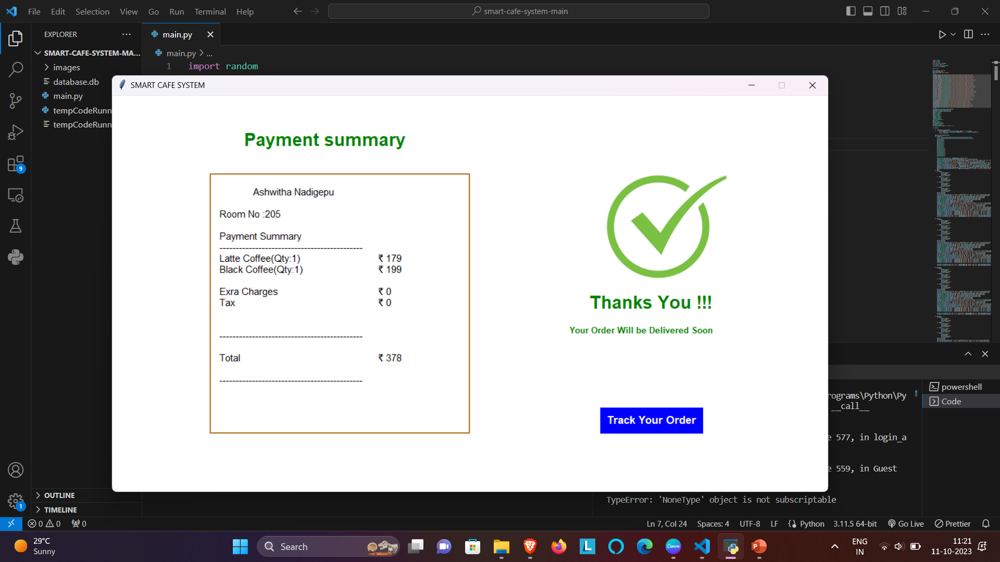 File Edit Selection View Go Run Terminal Help
smart-cafe-system-main
EXPLORER
main.py
SMART-CAFE-SYSTEM-MA...
main.py > ...
images
1 import random
database.db
main.py
tempCodeRunn
tempCodeRunn
SMART CAFE SYSTEM
Payment summary
Ashwitha Nadigepu
Room No :205
Payment Summary
--------------------------------------------
Latte Coffee(Qty:1) ₹ 179
Black Coffee(Qty:1) ₹ 199
Exra Charges ₹ 0
Tax ₹ 0
--------------------------------------------
Total ₹ 378
--------------------------------------------
Thanks You !!!
Your Order Will be Delivered Soon
Track Your Order
9
powershell
Code
rograms\Python\Py
__call__
e 577, in login_a
e 559, in Guest
TypeError: 'NoneType' object is not subscriptable
1
OUTLINE
TIMELINE
0 0 0
Ln 7, Col 24 Spaces: 4 UTF-8 LF Python 3.11.5 64-bit Go Live Prettier
29°C
Sunny
Search
L
Canva
P
ENG
IN
11:21
11-10-2023